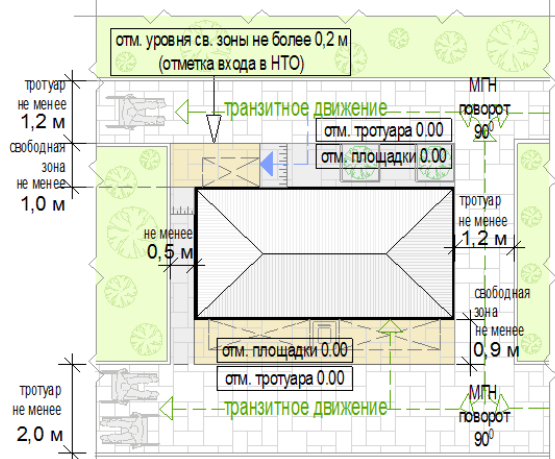 отм. уровня св. зоны не более 0,2 м
(отметка входа в НТО)
тротуар
не менее
1,2 м
транзитное движение
МГН
поворот
90⁰
отм. тротуара 0.00
отм. площадки 0.00
свободная
зона
не менее
1,0 м
тротуар
не менее
1,2 м
не менее
0,5 м
свободная
зона
не менее
0,9 м
отм. площадки 0.00
отм. тротуара 0.00
тротуар
не менее
2,0 м
транзитное движение
МГН
поворот
90⁰